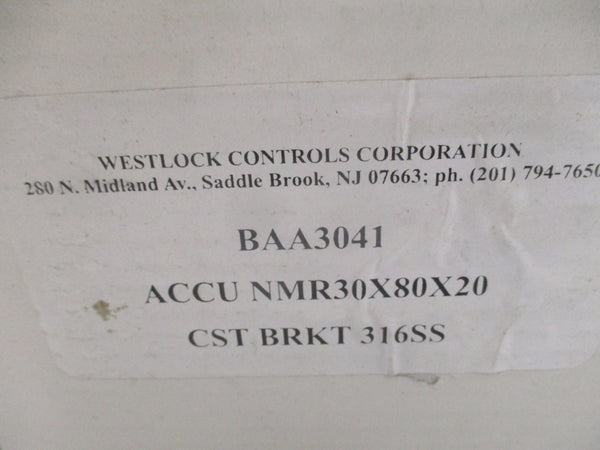 WESTLOCK CONTROLS CORPORATION
280 N. Midland Av., Saddle Brook, NJ 07663; ph. (201) 794-7650
BAA3041
ACCU NMR30X80X20
CST BRKT 316SS